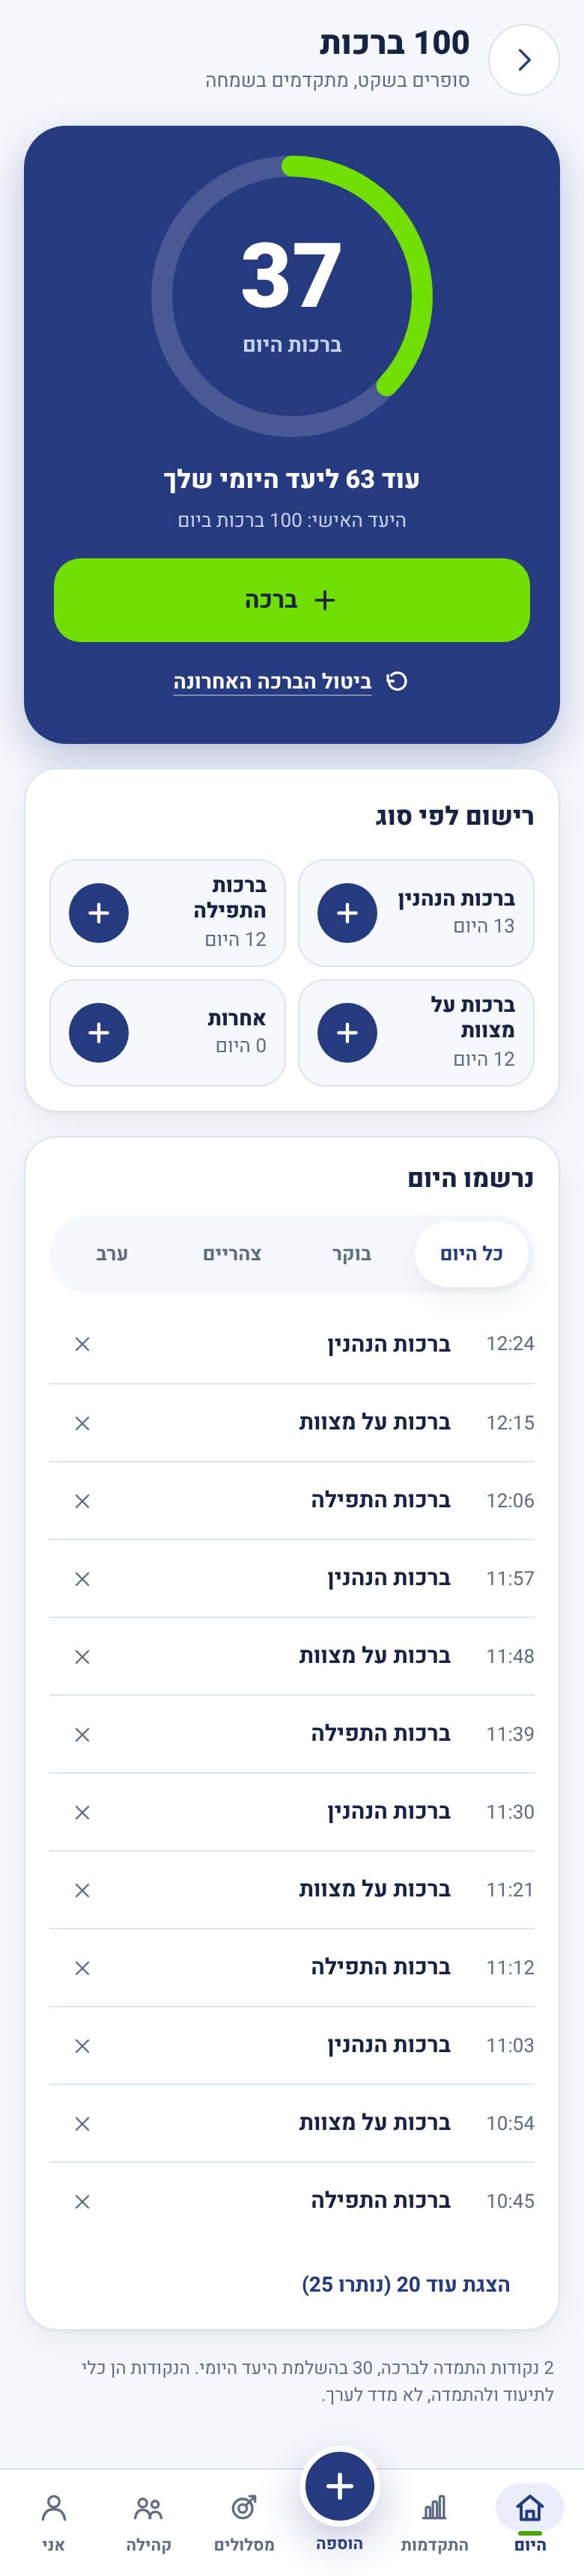 100 ברכות
סופרים בשקט, מתקדמים בשמחה
37
ברכות היום
עוד 63 ליעד היומי שלך
היעד האישי: 100 ברכות ביום
ברכה
ביטול הברכה האחרונה
רישום לפי סוג
ברכות הנהנין
13 היום
ברכות
התפילה
12 היום
ברכות על
מצוות
12 היום
אחרות
0 היום
נרשמו היום
כל היום בוקר צהריים ערב
12:24 ברכות הנהנין
12:15 ברכות על מצוות
12:06 ברכות התפילה
11:57 ברכות הנהנין
11:48 ברכות על מצוות
11:39 ברכות התפילה
11:30 ברכות הנהנין
11:21 ברכות על מצוות
11:12 ברכות התפילה
11:03 ברכות הנהנין
10:54 ברכות על מצוות
10:45 ברכות התפילה
הצגת עוד 20 (נותרו 25)
2 נקודות התמדה לברכה, 30 בהשלמת היעד היומי. הנקודות הן כלי
לתיעוד ולהתמדה, לא מדד לערך.
היום התקדמות הוספה מסלולים קהילה אני